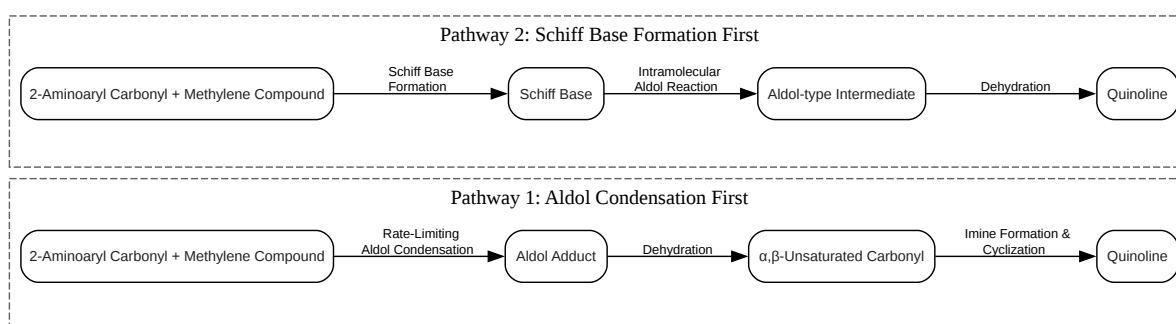 Pathway 2: Schiff Base Formation First
2-Aminoaryl Carbonyl + Methylene Compound
Schiff Base
Formation
Schiff Base
Intramolecular
Aldol Reaction
Aldol-type Intermediate
Dehydration
Quinoline
Pathway 1: Aldol Condensation First
2-Aminoaryl Carbonyl + Methylene Compound
Rate-Limiting
Aldol Condensation
Aldol Adduct
Dehydration
α,β-Unsaturated Carbonyl
Imine Formation &
Cyclization
Quinoline